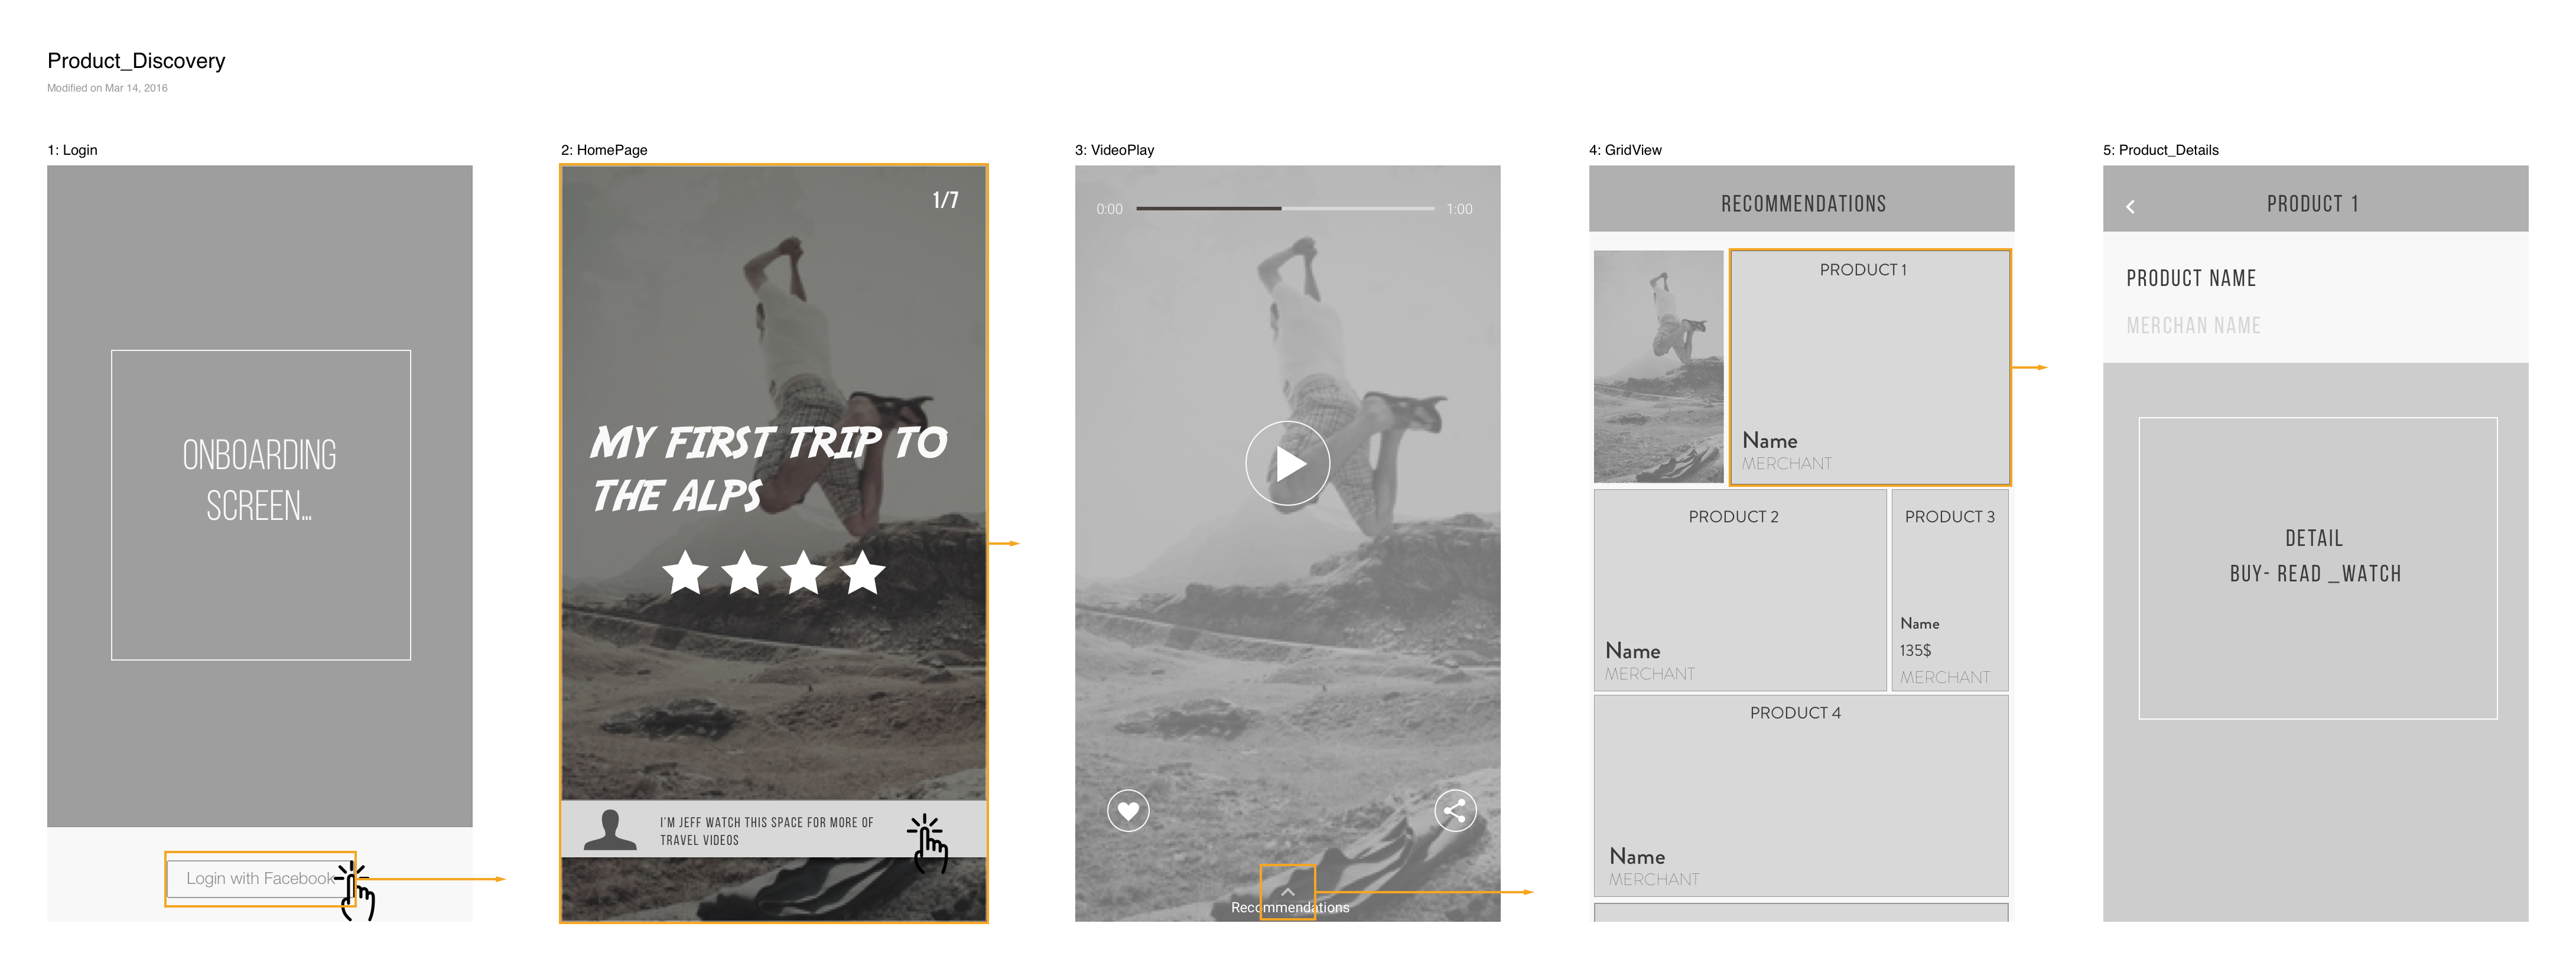 Product_Discovery
Modified on Mar 14, 2016
1: Login
ONBOARDING
SCREEN...
Login with Facebook
2: HomePage
1/7
MY FIRST TRIP TO
THE ALPS
I'M JEFF WATCH THIS SPACE FOR MORE OF
TRAVEL VIDEOS
3: VideoPlay
0:00
1:00
Recommendations
4: GridView
RECOMMENDATIONS
PRODUCT 1
Name
MERCHANT
PRODUCT 2
Name
MERCHANT
PRODUCT 3
Name
135$
MERCHANT
PRODUCT 4
Name
MERCHANT
5: Product_Details
PRODUCT 1
PRODUCT NAME
MERCHAN NAME
DETAIL
BUY- READ _WATCH